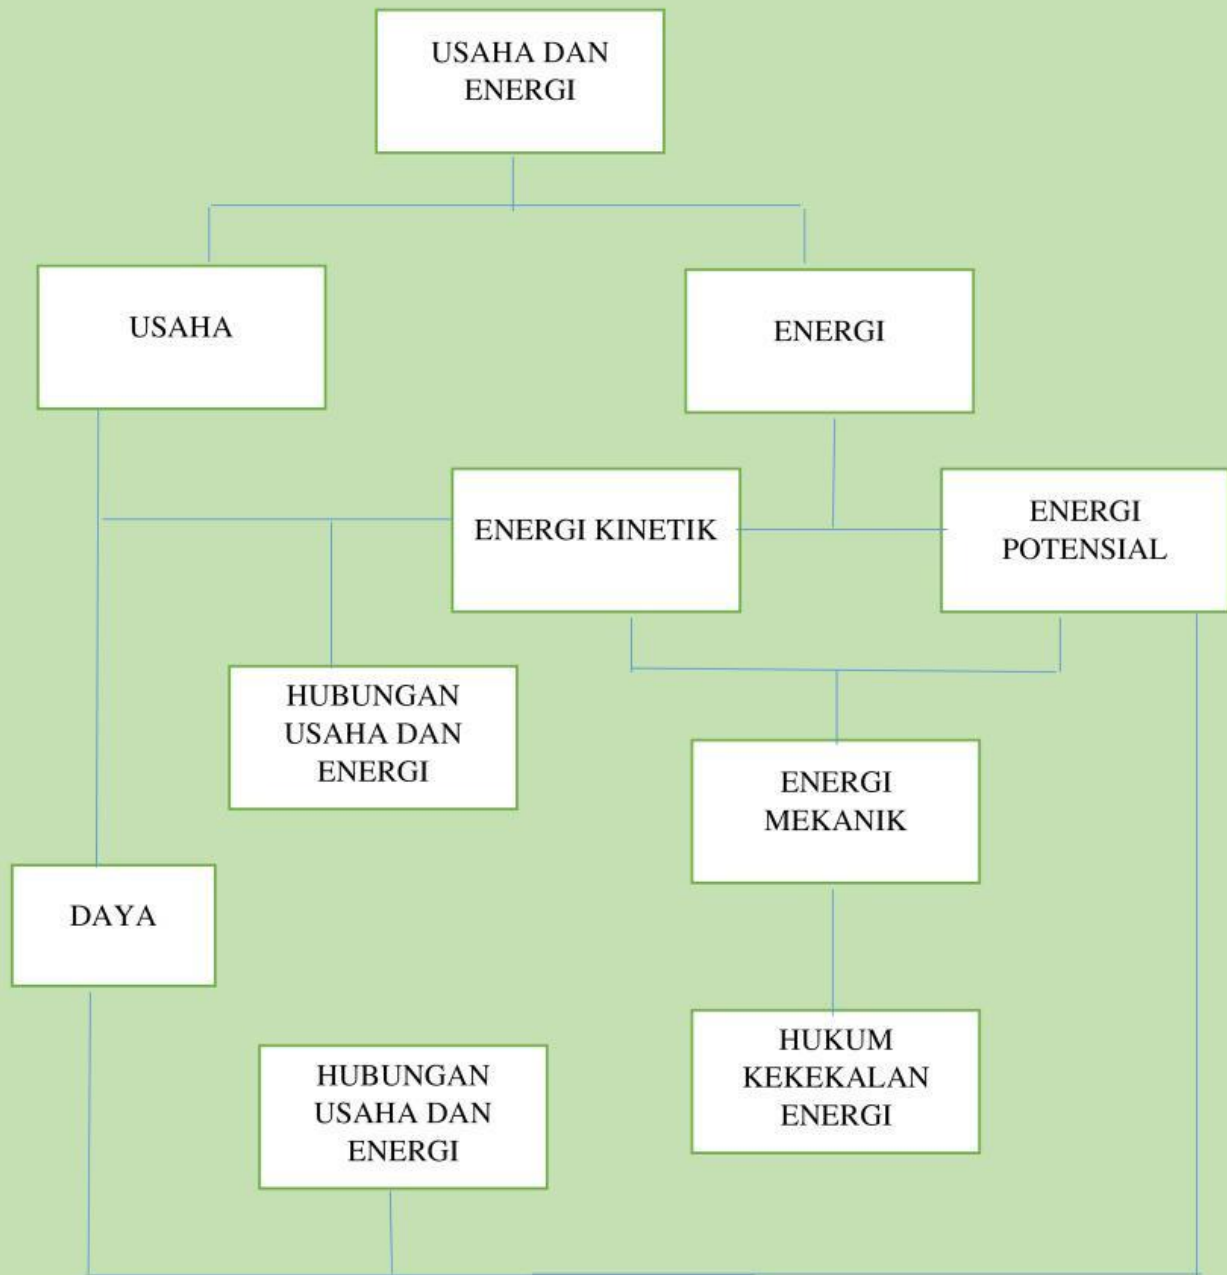 USAHA DAN
ENERGI
USAHA
ENERGI
ENERGI KINETIK
ENERGI
POTENSIAL
HUBUNGAN
USAHA DAN
ENERGI
ENERGI
MEKANIK
DAYA
HUBUNGAN
USAHA DAN
ENERGI
HUKUM
KEKEKALAN
ENERGI